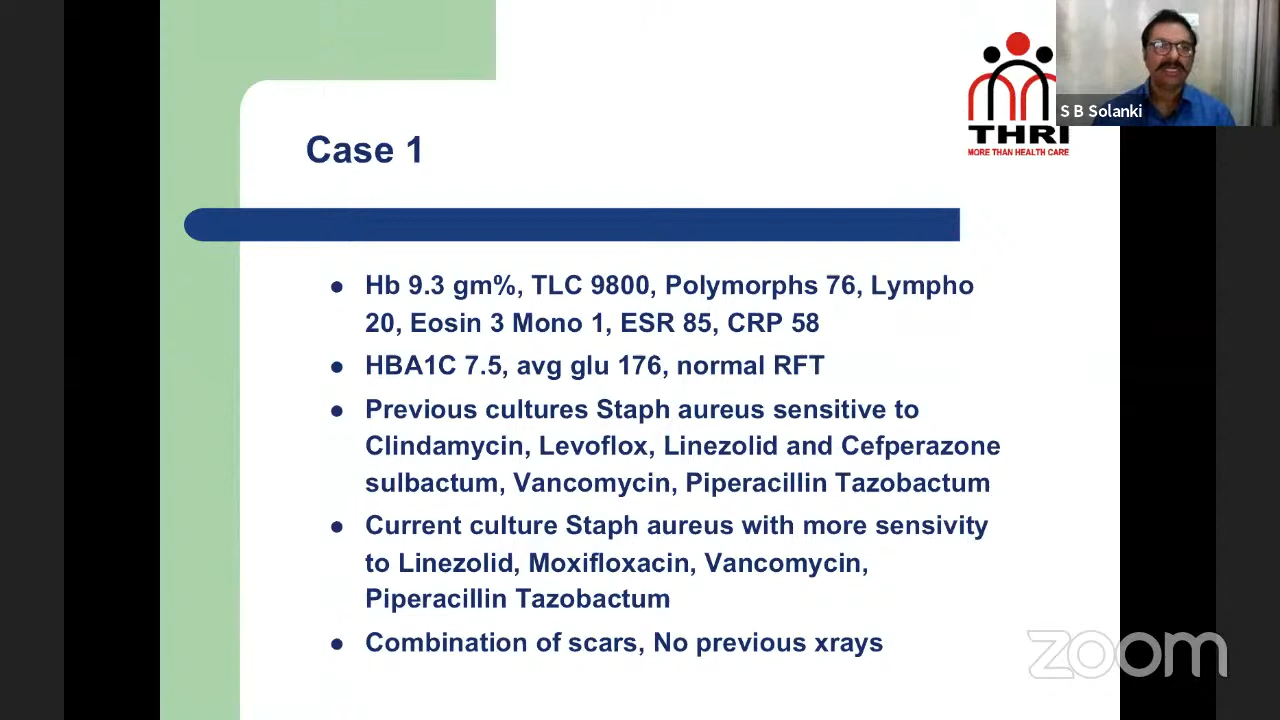 S B Solanki
THRI
MORE THAN HEALTH CARE
Case 1
Hb 9.3 gm%, TLC 9800, Polymorphs 76, Lympho
20, Eosin 3 Mono 1, ESR 85, CRP 58
HBA1C 7.5, avg glu 176, normal RFT
Previous cultures Staph aureus sensitive to
Clindamycin, Levoflox, Linezolid and Cefperazone
sulbactum, Vancomycin, Piperacillin Tazobactum
Current culture Staph aureus with more sensivity
to Linezolid, Moxifloxacin, Vancomycin,
Piperacillin Tazobactum
Combination of scars, No previous xrays
zoom